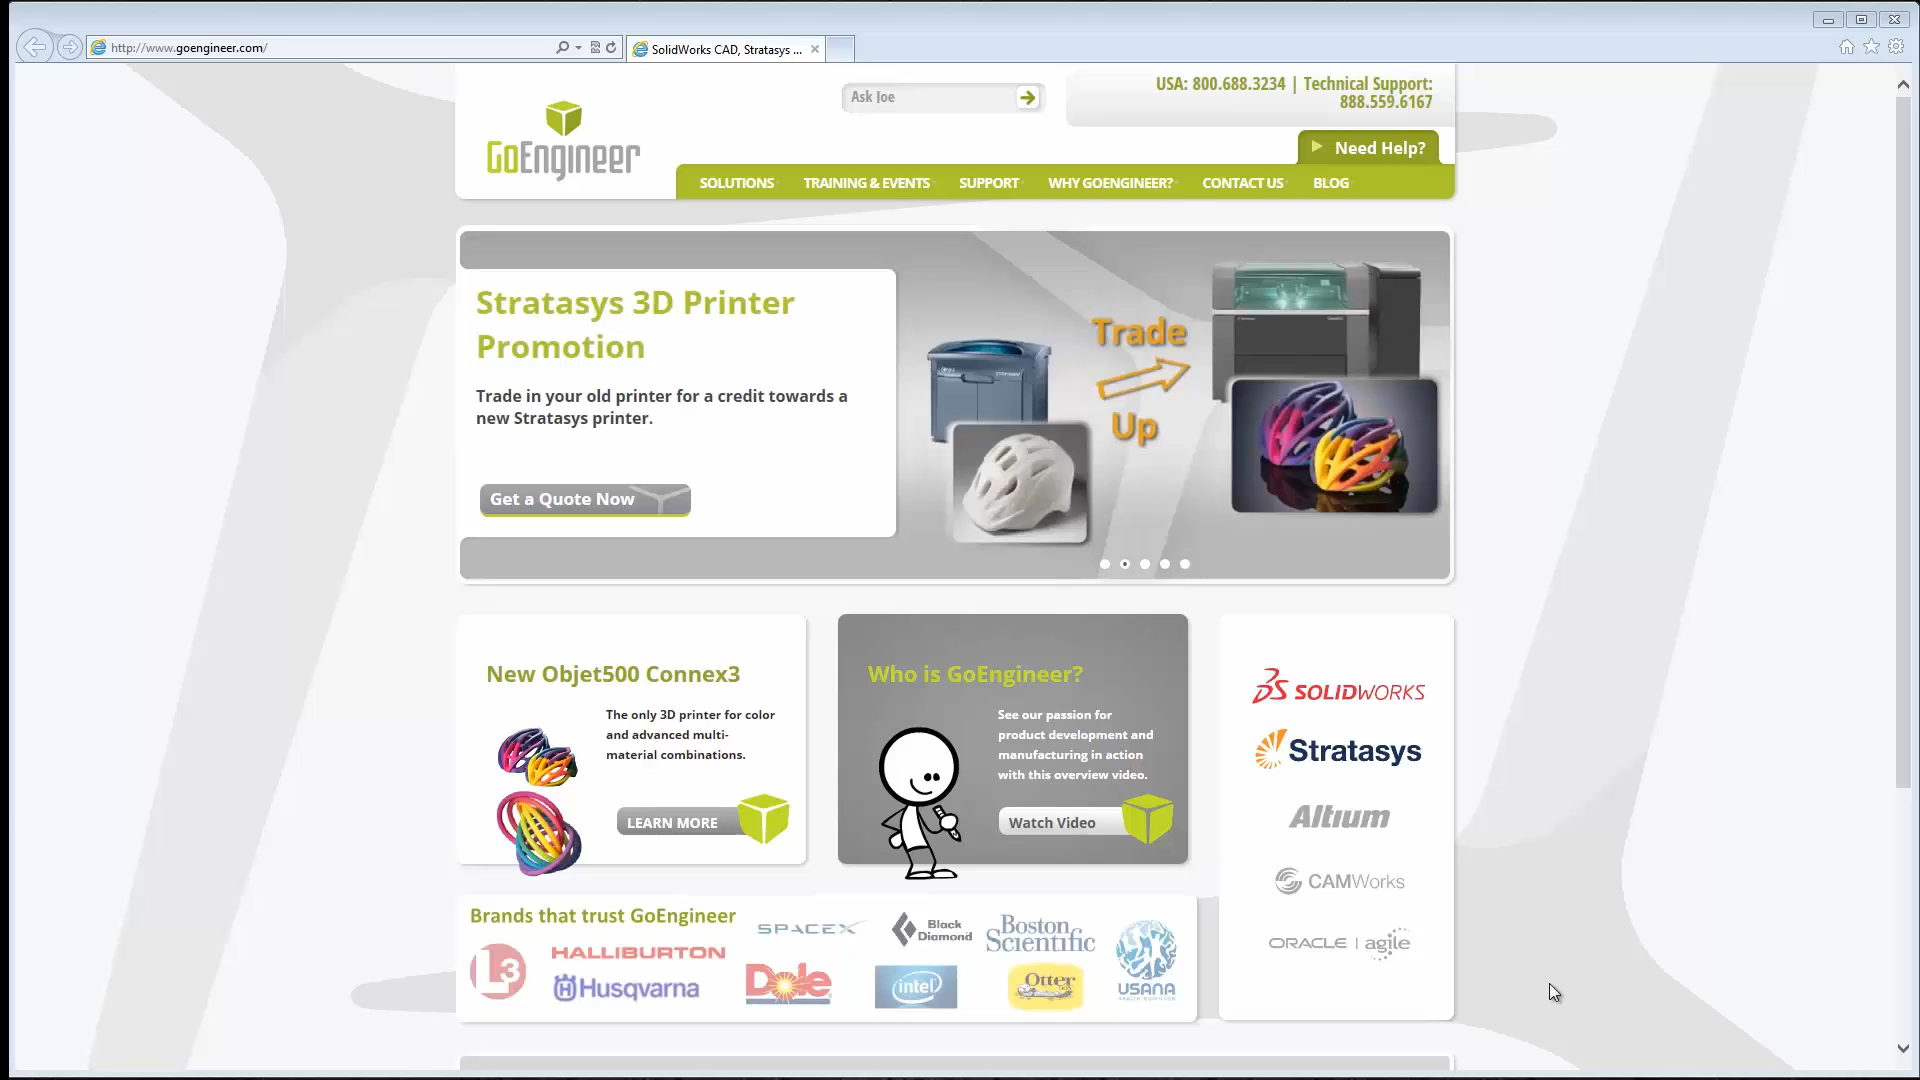 http://www.goengineer.com/
SolidWorks CAD, Stratasys ...
Ask Joe
USA: 800.688.3234 | Technical Support:
888.559.6167
Need Help?
GoEngineer
SOLUTIONS
TRAINING & EVENTS
SUPPORT
WHY GOENGINEER?
CONTACT US
BLOG
Stratasys 3D Printer
Promotion
Trade in your old printer for a credit towards a
new Stratasys printer.
Get a Quote Now
Trade
Up
New Objet500 Connex3
The only 3D printer for color
and advanced multi-
material combinations.
LEARN MORE
Who is GoEngineer?
See our passion for
product development and
manufacturing in action
with this overview video.
Watch Video
SOLIDWORKS
Stratasys
Altium
CAMWorks
ORACLE | agile
Brands that trust GoEngineer
SPACEX
Black
Diamond
Boston
Scientific
L3
HALLIBURTON
Husqvarna
Dole
intel
Otter
USANA